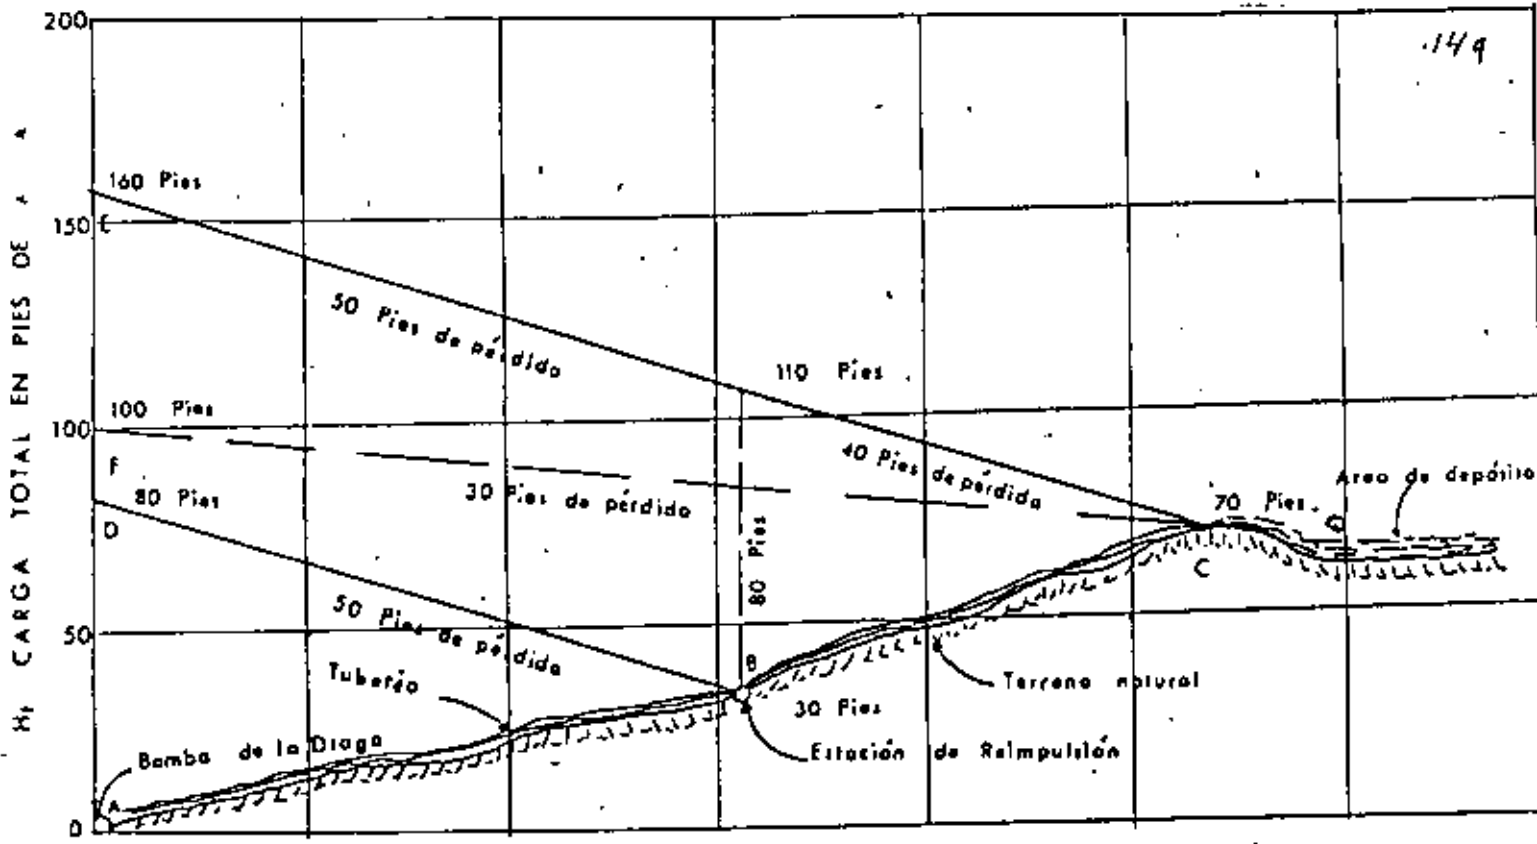 200
149
160 Pies
150
E
50 Pies de pérdida
110 Pies
100 Pies
100
F
30 Pies de pérdida
40 Pies de pérdida
Area de depósito
80 Pies
D
80 Pies
70 Pies
C
50
50 Pies de pérdida
B
Tubería
30 Pies
Terreno natural
Bomba de la Draga
Estación de Reimpulsión
A
0
Ht CARGA TOTAL EN PIES DE